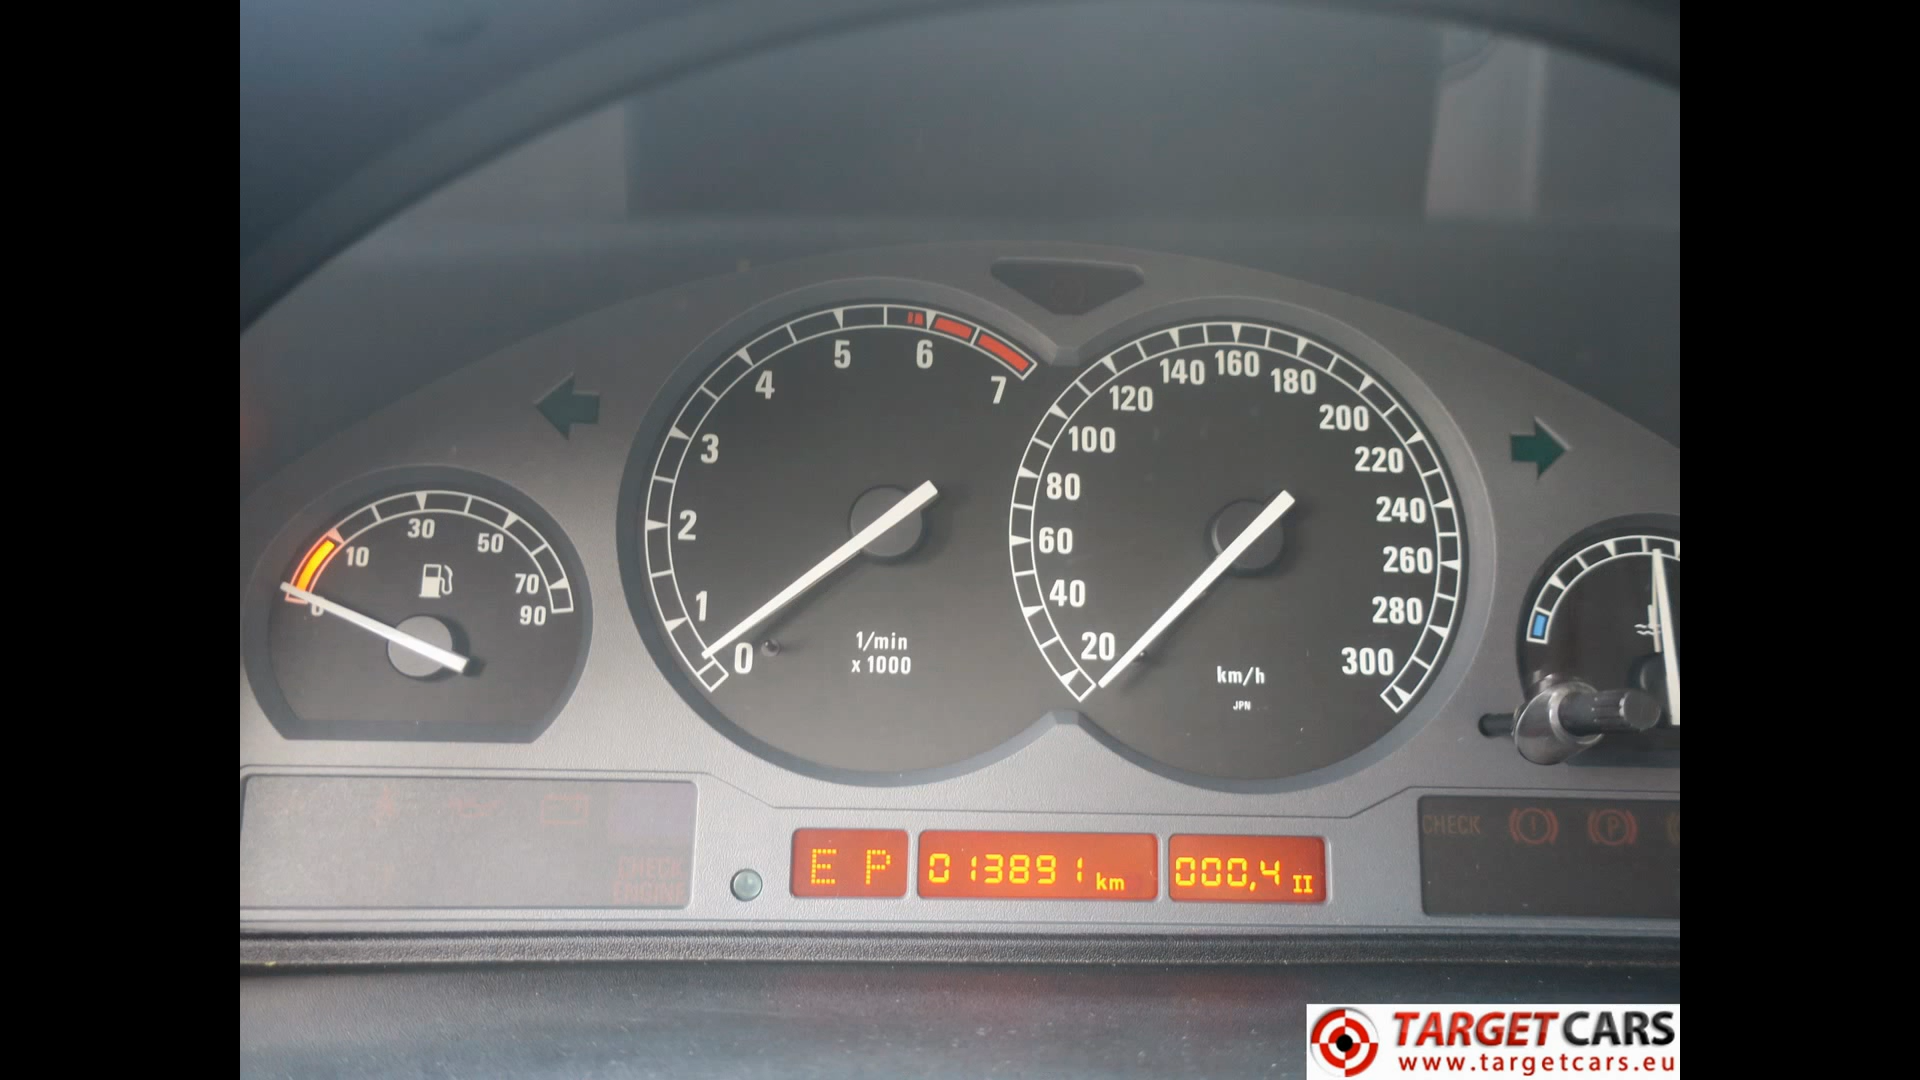 0
10
30
50
70
90
0
1
2
3
4
5
6
7
1/min
x 1000
20
40
60
80
100
120
140
160
180
200
220
240
260
280
300
km/h
JPN
CHECK
ENGINE
E P
013891 km
000,4 II
CHECK
(!)
(P)
TARGET CARS
www.targetcars.eu